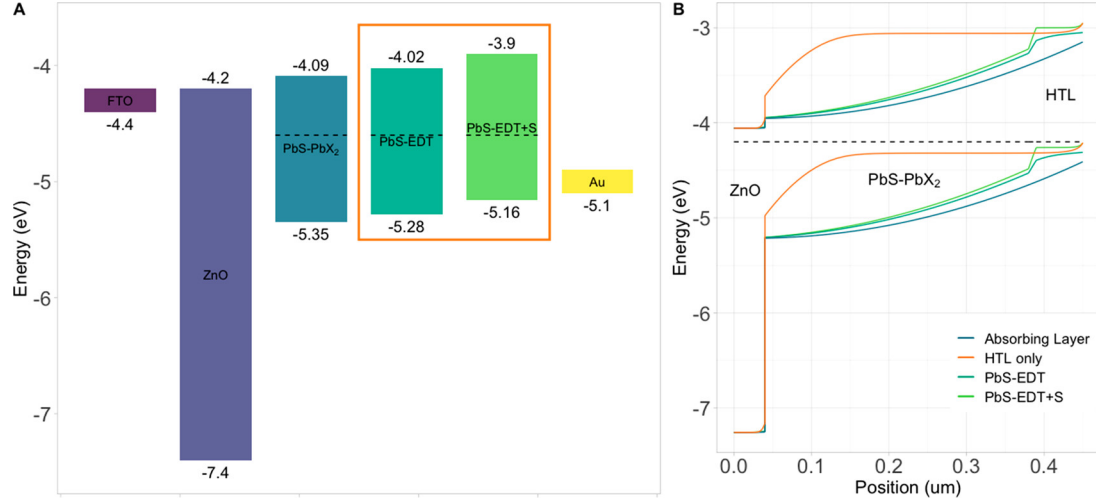 A
Energy (eV)
-4
-5
-6
-7
FTO
-4.4
-4.2
ZnO
-7.4
-4.09
PbS-PbX₂
-5.35
-4.02
PbS-EDT
-5.28
-3.9
PbS-EDT+S
-5.16
Au
-5.1
B
Energy (eV)
-3
-4
-5
-6
-7
HTL
ZnO
PbS-PbX₂
Absorbing Layer
HTL only
PbS-EDT
PbS-EDT+S
0.0 0.1 0.2 0.3 0.4
Position (um)